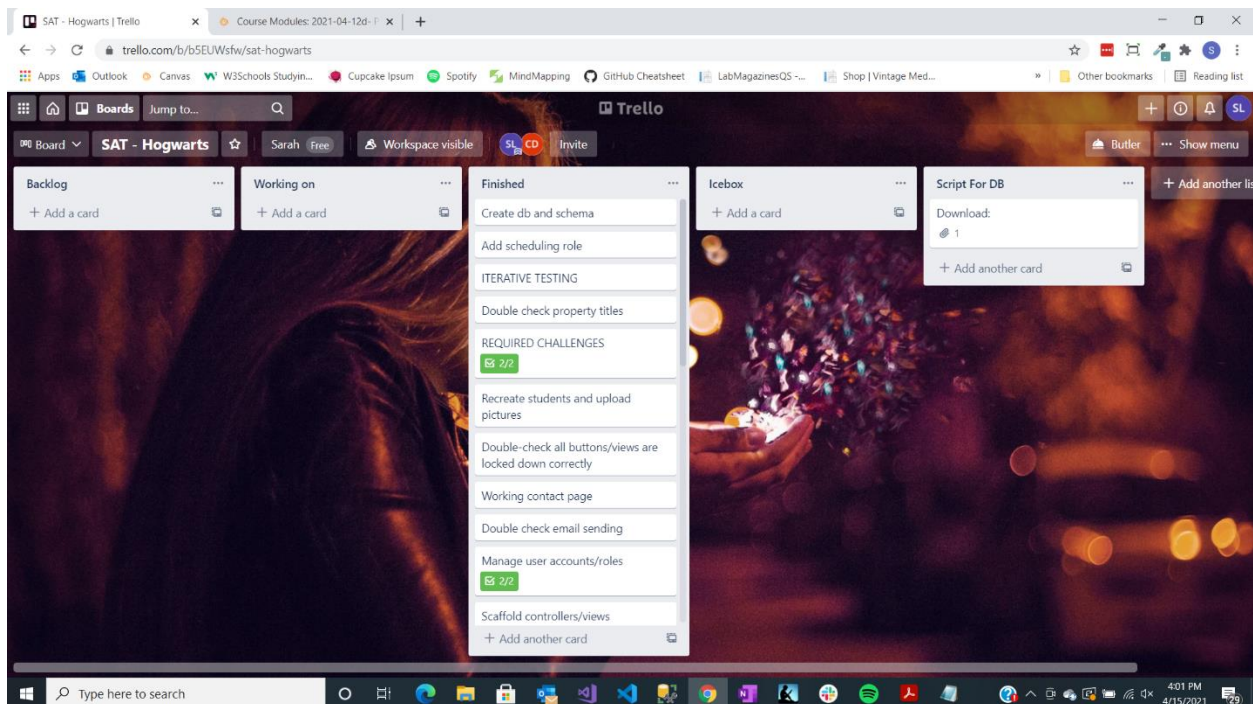 SAT - Hogwarts | Trello
Course Modules: 2021-04-12d- F
trello.com/b/b5EUWsfw/sat-hogwarts
S
Apps Outlook Canvas W3Schools Studyin... Cupcake Ipsum Spotify MindMapping GitHub Cheatsheet LabMagazinesQS -... Shop | Vintage Med... » Other bookmarks Reading list
Boards Jump to... Trello SL
Board SAT - Hogwarts Sarah Free Workspace visible SL CD Invite Butler ... Show menu
Backlog ...
+ Add a card
Working on ...
+ Add a card
Finished ...
Create db and schema
Add scheduling role
ITERATIVE TESTING
Double check property titles
REQUIRED CHALLENGES
2/2
Recreate students and upload
pictures
Double-check all buttons/views are
locked down correctly
Working contact page
Double check email sending
Manage user accounts/roles
2/2
Scaffold controllers/views
+ Add another card
Icebox ...
+ Add a card
Script For DB ...
Download:
1
+ Add another card
+ Add another lis
Type here to search
4:01 PM
4/15/2021
29